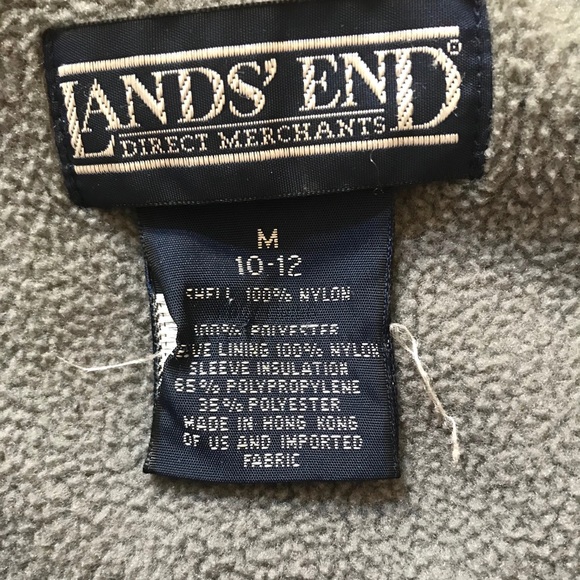 LANDS' END®
DIRECT MERCHANTS
M
10-12
SHELL 100% NYLON
100% POLYESTER
LINING 100% NYLON
SLEEVE INSULATION
65% POLYPROPYLENE
35% POLYESTER
MADE IN HONG KONG
OF US AND IMPORTED
FABRIC